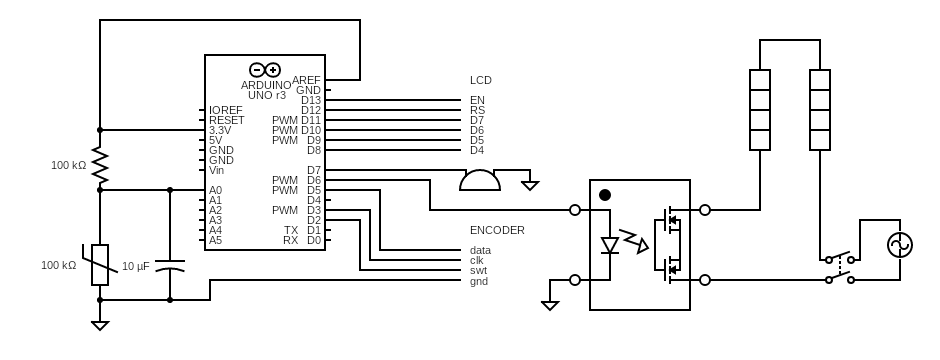 ARDUINO
UNO r3
AREF
GND
D13
D12
PWM D11
PWM D10
PWM D9
D8
IOREF
RESET
3.3V
5V
GND
GND
Vin
D7
PWM D6
PWM D5
D4
PWM D3
D2
TX D1
RX D0
A0
A1
A2
A3
A4
A5
100 kΩ
100 kΩ
10 µF
LCD
EN
RS
D7
D6
D5
D4
ENCODER
data
clk
swt
gnd